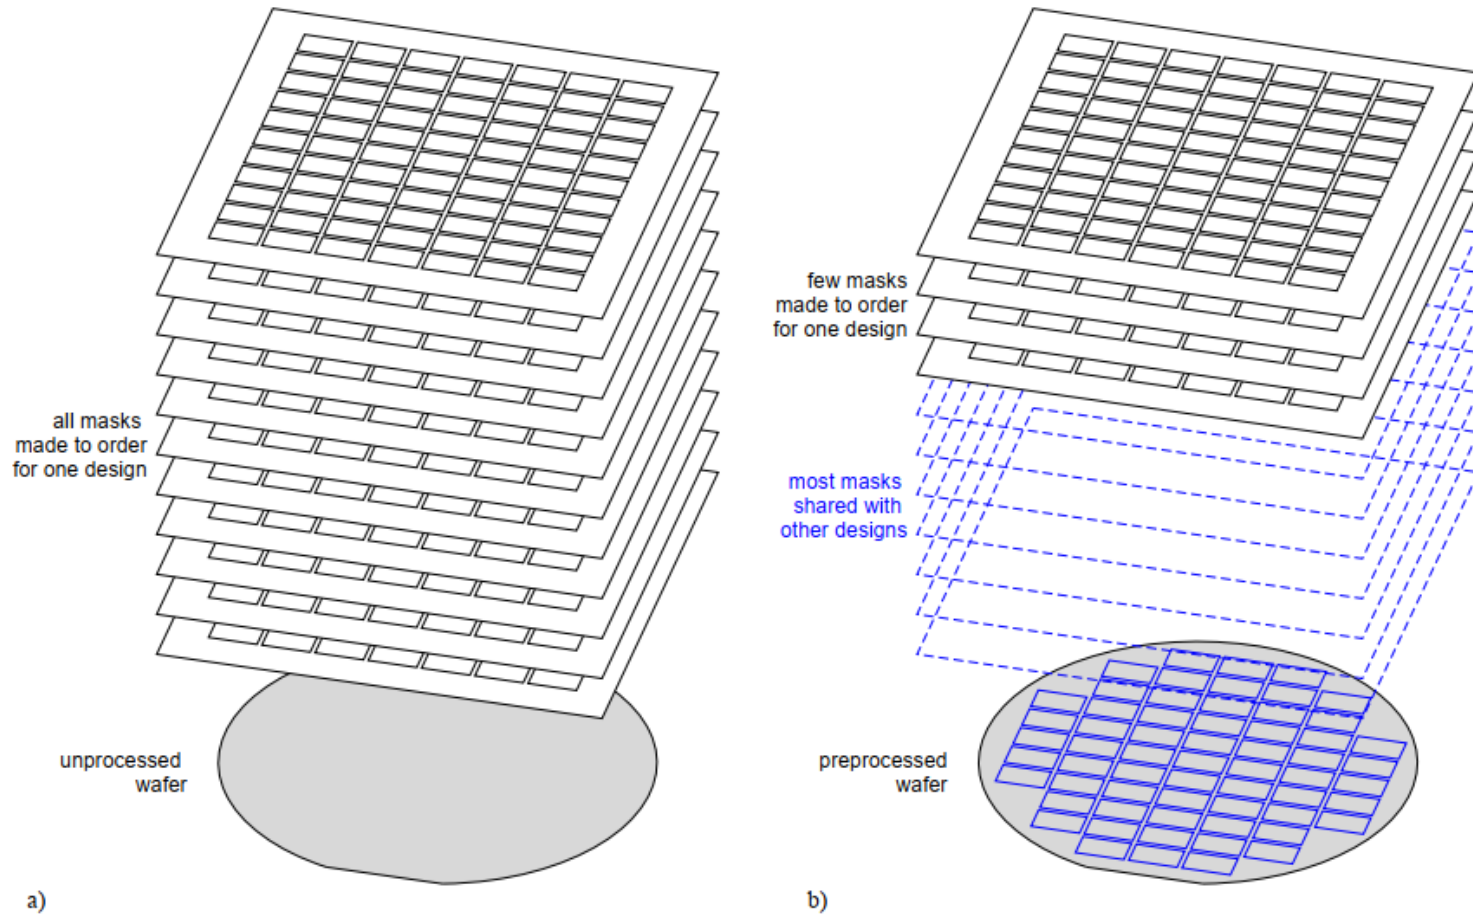 all masks
made to order
for one design
unprocessed
wafer
a)
few masks
made to order
for one design
most masks
shared with
other designs
preprocessed
wafer
b)